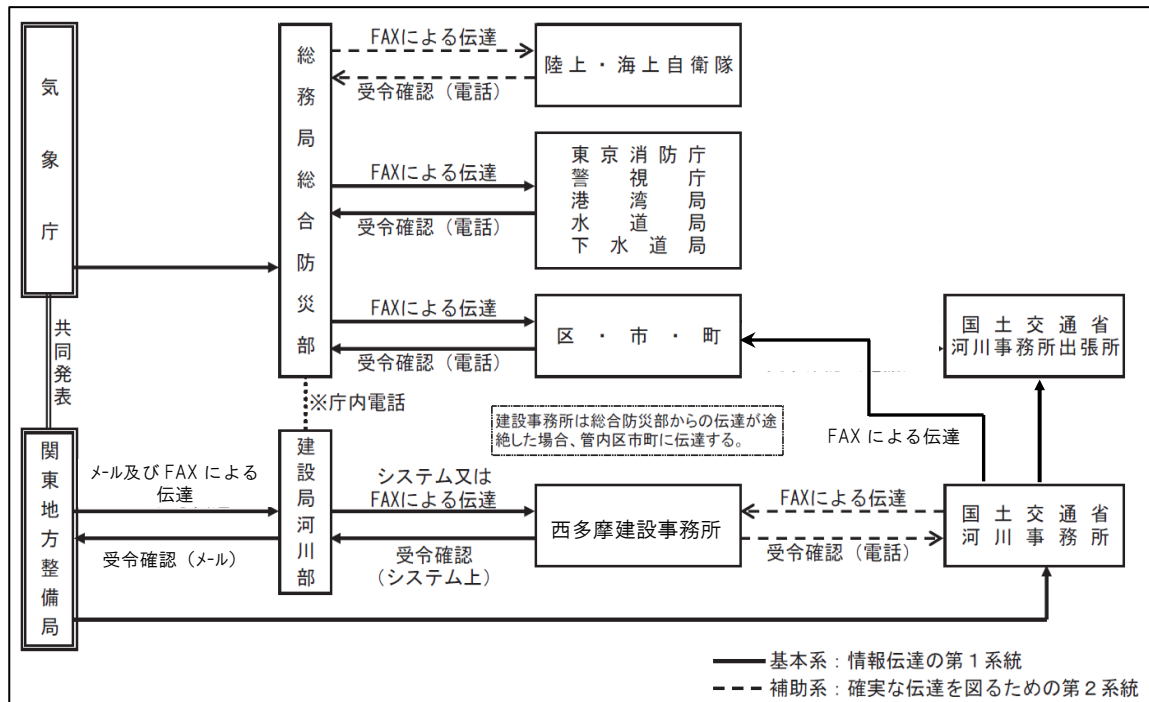 気象庁
共同発表
関東地方整備局
総務局総合防災部
※庁内電話
建設局河川部
FAXによる伝達
受令確認（電話）
陸上・海上自衛隊
FAXによる伝達
受令確認（電話）
東京消防庁
警視庁
港湾局
水道局
下水道局
FAXによる伝達
受令確認（電話）
区・市・町
国土交通省
河川事務所出張所
建設事務所は総合防災部からの伝達が途
絶した場合、管内区市町に伝達する。
FAX による伝達
メール及び FAX による
伝達
受令確認（メール）
システム又は
FAXによる伝達
受令確認
（システム上）
西多摩建設事務所
FAXによる伝達
受令確認（電話）
国土交通省
河川事務所
基本系：情報伝達の第１系統
補助系：確実な伝達を図るための第２系統